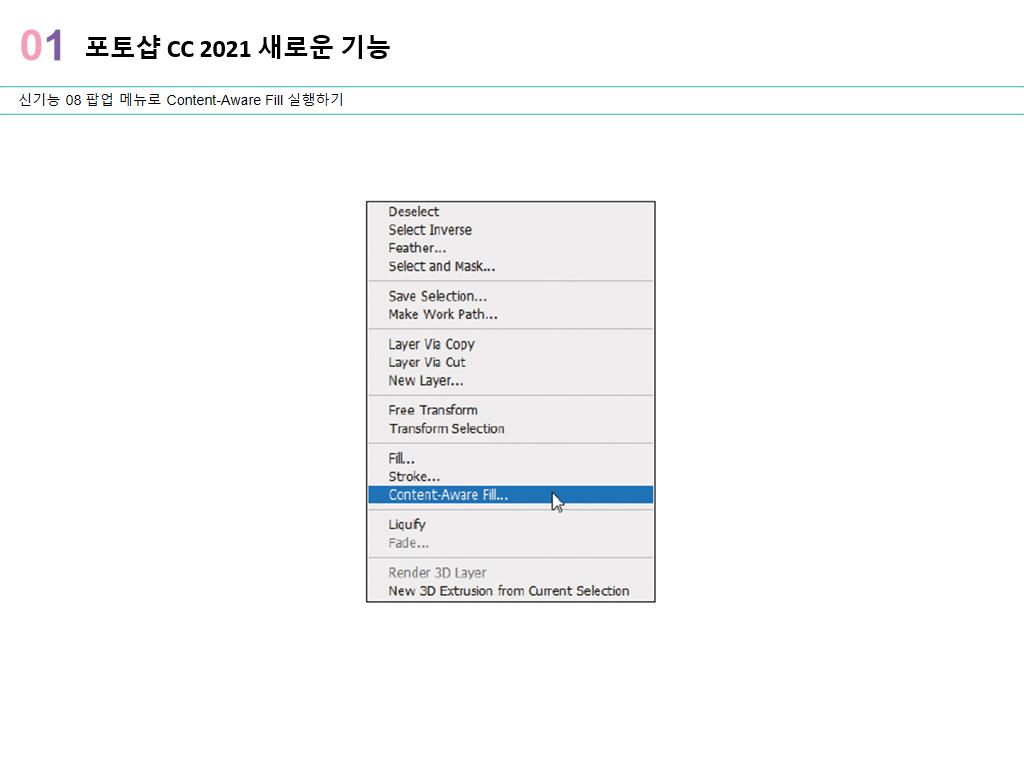 01 포토샵 CC 2021 새로운 기능
신기능 08 팝업 메뉴로 Content-Aware Fill 실행하기
Deselect
Select Inverse
Feather...
Select and Mask...
Save Selection...
Make Work Path...
Layer Via Copy
Layer Via Cut
New Layer...
Free Transform
Transform Selection
Fill...
Stroke...
Content-Aware Fill...
Liquify
Fade...
Render 3D Layer
New 3D Extrusion from Current Selection